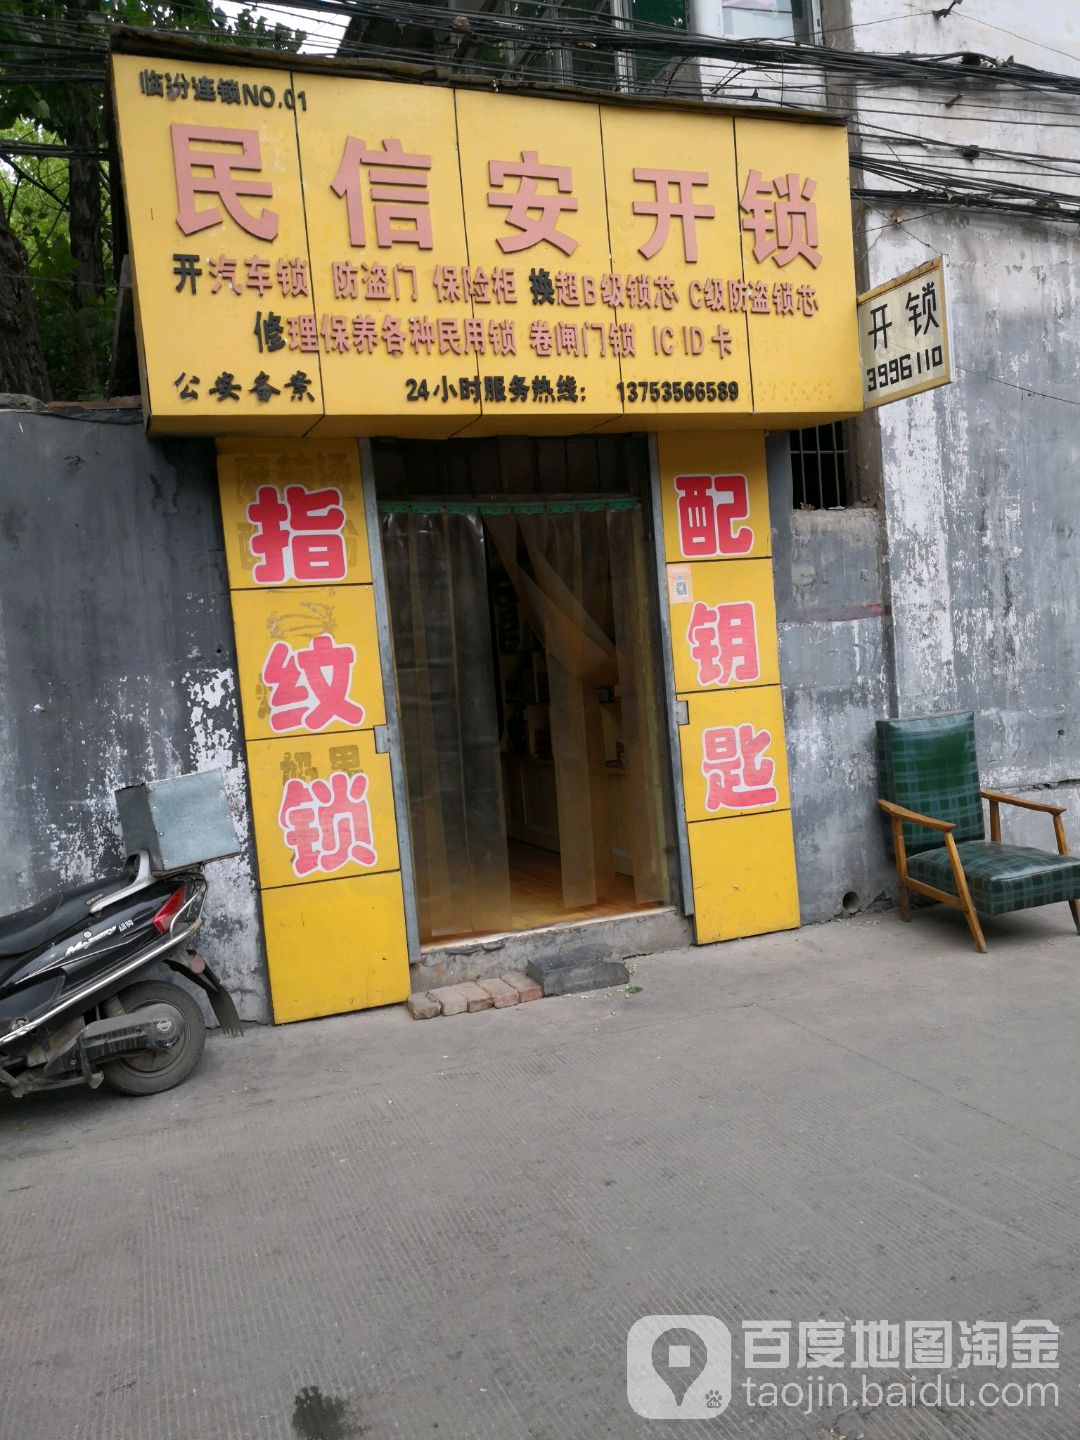 临汾连锁NO.01
民信安开锁
开汽车锁 防盗门 保险柜 换超B级锁芯 C级防盗锁芯
修理保养各种民用锁 卷闸门锁 IC ID卡
公安备案 24小时服务热线: 13753566589
开锁
3996110
指纹锁
配钥匙
百度地图淘金
taojin.baidu.com